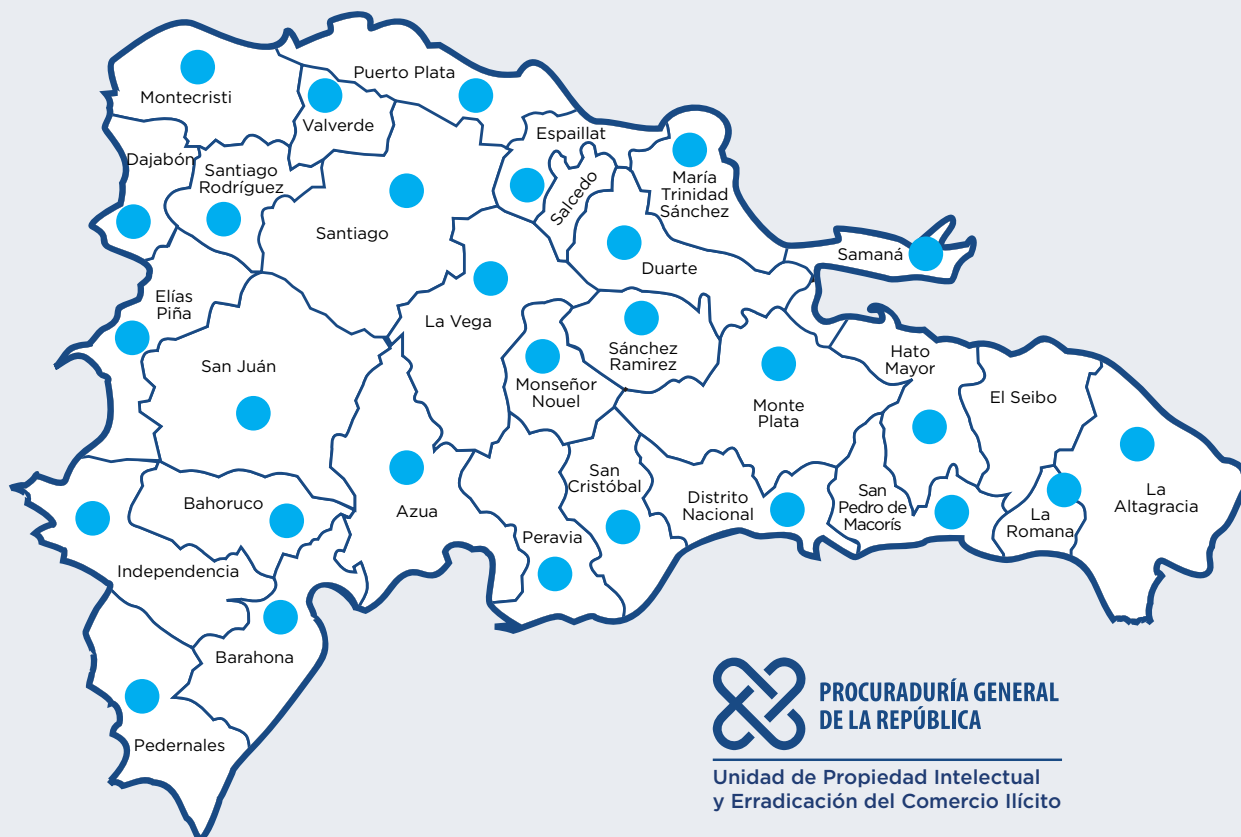 Puerto Plata
Montecristi
Valverde
Espaillat
Dajabón
Santiago
Rodríguez
Salcedo
María
Trinidad
Sánchez
Santiago
Samaná
Duarte
Elías
Piña
La Vega
San Juán
Sánchez
Ramirez
Hato
Mayor
Monseñor
Nouel
El Seibo
Monte
Plata
San
Cristóbal
Bahoruco
Azua
Distrito
Nacional
San
Pedro de
Macorís
La
Romana
La
Altagracia
Peravia
Independencia
Barahona
Pedernales
PROCURADURÍA GENERAL
DE LA REPÚBLICA
Unidad de Propiedad Intelectual
y Erradicación del Comercio Ilícito